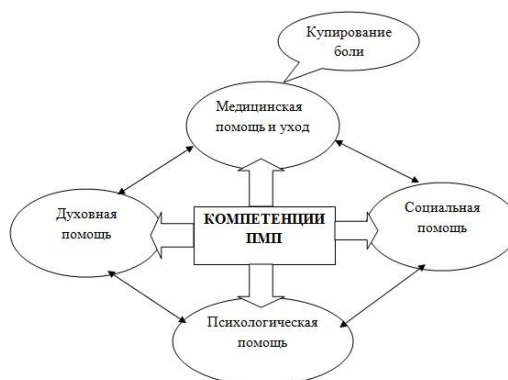 Купирование
боли
Медицинская
помощь и уход
Духовная
помощь
КОМПЕТЕНЦИИ
ПМП
Социальная
помощь
Психологическая
помощь